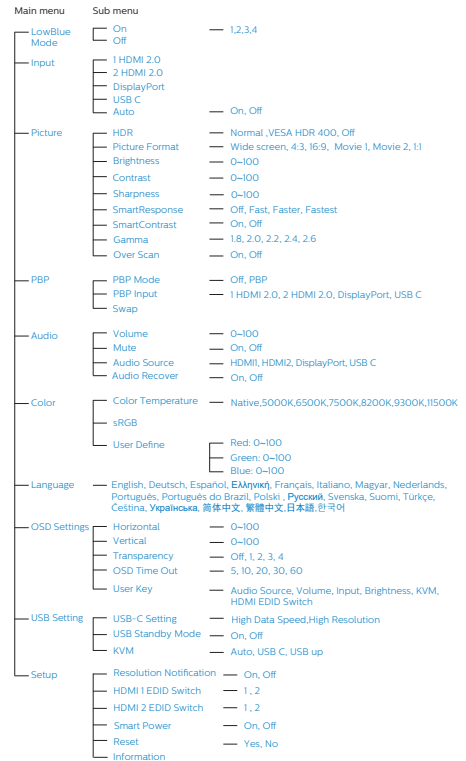 Main menu Sub menu
LowBlue Mode On 1,2,3,4
Off
Input 1 HDMI 2.0
2 HDMI 2.0
DisplayPort
USB C
Auto On, Off
Picture HDR Normal ,VESA HDR 400, Off
Picture Format Wide screen, 4:3, 16:9, Movie 1, Movie 2, 1:1
Brightness 0~100
Contrast 0~100
Sharpness 0~100
SmartResponse Off, Fast, Faster, Fastest
SmartContrast On, Off
Gamma 1.8, 2.0, 2.2, 2.4, 2.6
Over Scan On, Off
PBP PBP Mode Off, PBP
PBP Input 1 HDMI 2.0, 2 HDMI 2.0, DisplayPort, USB C
Swap
Audio Volume 0~100
Mute On, Off
Audio Source HDMI1, HDMI2, DisplayPort, USB C
Audio Recover On, Off
Color Color Temperature Native,5000K,6500K,7500K,8200K,9300K,11500K
sRGB
User Define Red: 0~100
Green: 0~100
Blue: 0~100
Language English, Deutsch, Español, Ελληνική, Français, Italiano, Magyar, Nederlands,
Português, Português do Brazil, Polski , Русский, Svenska, Suomi, Türkçe,
Čeština, Українська, 简体中文, 繁體中文,日本語,한국어
OSD Settings Horizontal 0~100
Vertical 0~100
Transparency Off, 1, 2, 3, 4
OSD Time Out 5, 10, 20, 30, 60
User Key Audio Source, Volume, Input, Brightness, KVM,
HDMI EDID Switch
USB Setting USB-C Setting High Data Speed,High Resolution
USB Standby Mode On, Off
KVM Auto, USB C, USB up
Setup Resolution Notification On, Off
HDMI 1 EDID Switch 1 , 2
HDMI 2 EDID Switch 1 , 2
Smart Power On, Off
Reset Yes, No
Information